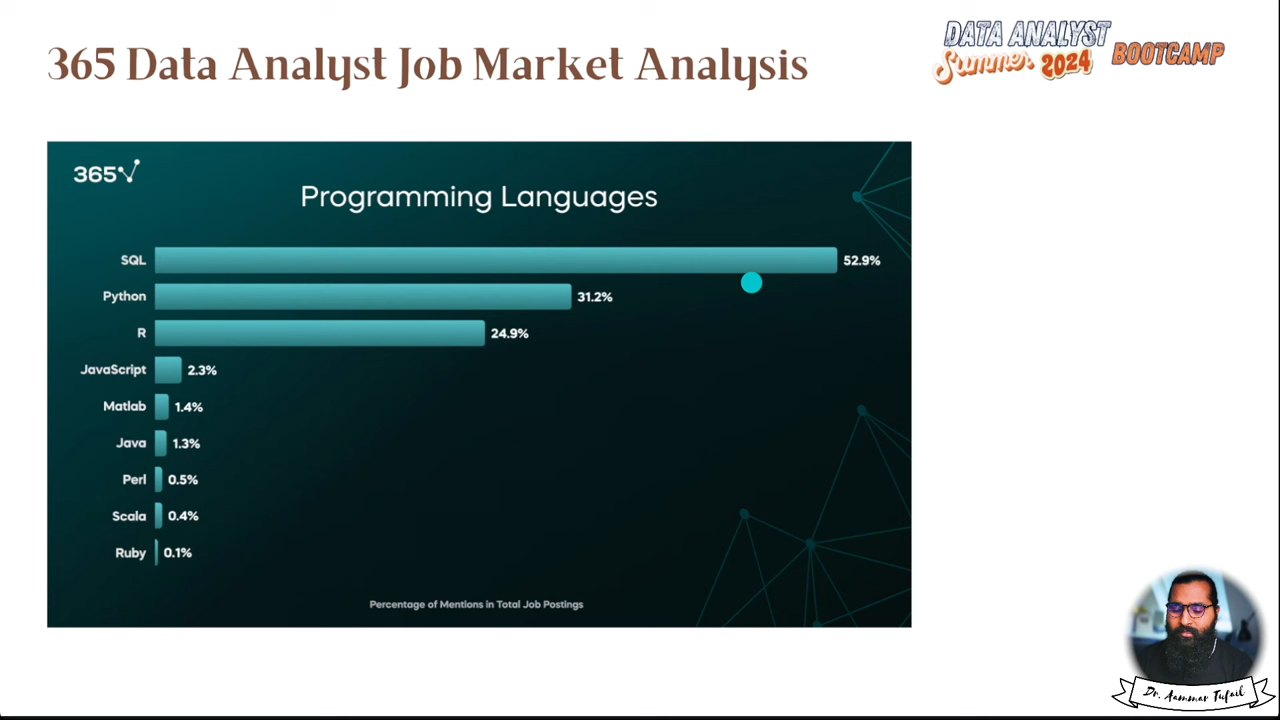 365 Data Analyst Job Market Analysis
DATA ANALYST
Summer 2024 BOOTCAMP
365
Programming Languages
SQL 52.9%
Python 31.2%
R 24.9%
JavaScript 2.3%
Matlab 1.4%
Java 1.3%
Perl 0.5%
Scala 0.4%
Ruby 0.1%
Percentage of Mentions in Total Job Postings
Dr. Aammar Tufail